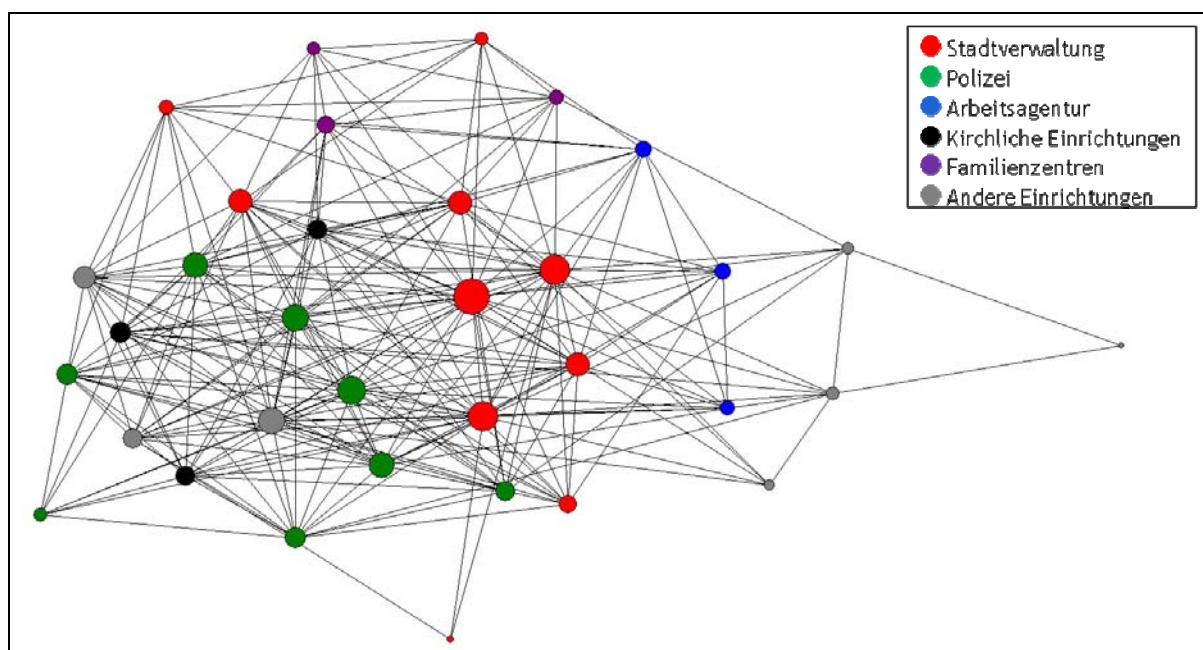 Stadtverwaltung
Polizei
Arbeitsagentur
Kirchliche Einrichtungen
Familienzentren
Andere Einrichtungen